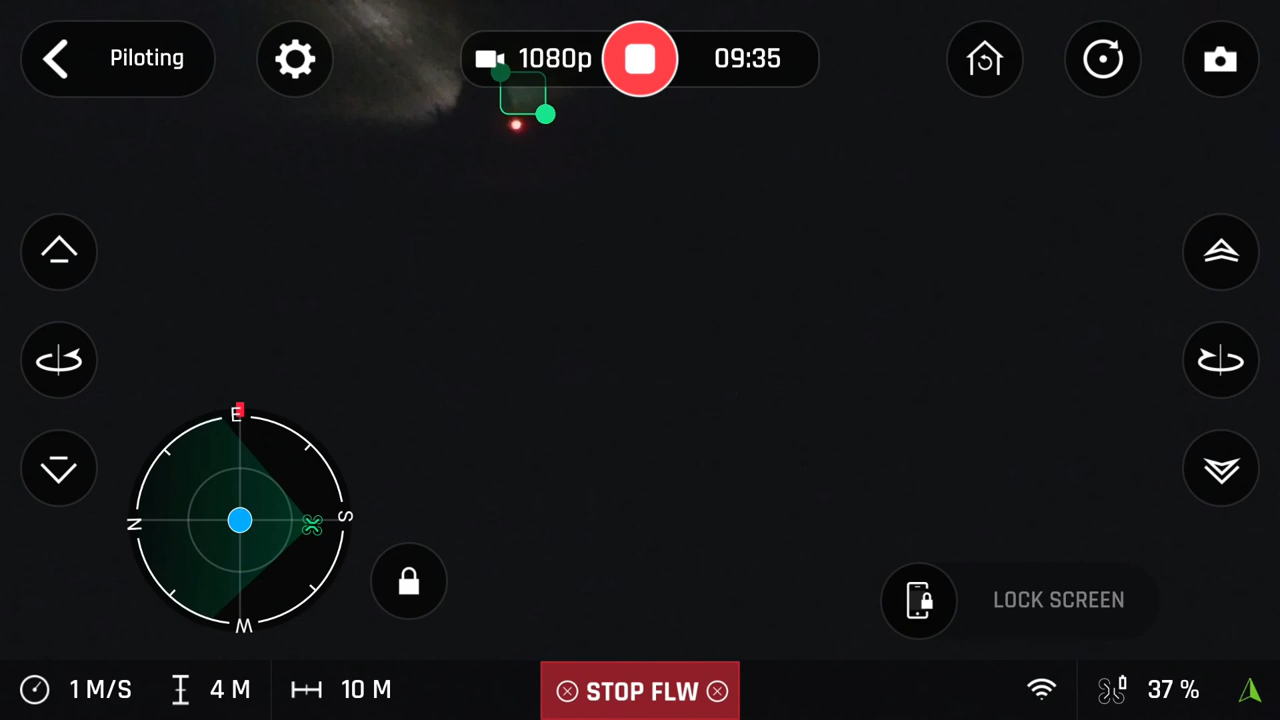 Piloting
1080p
09:35
E
N
S
W
LOCK SCREEN
1 M/S
4 M
10 M
STOP FLW
37 %